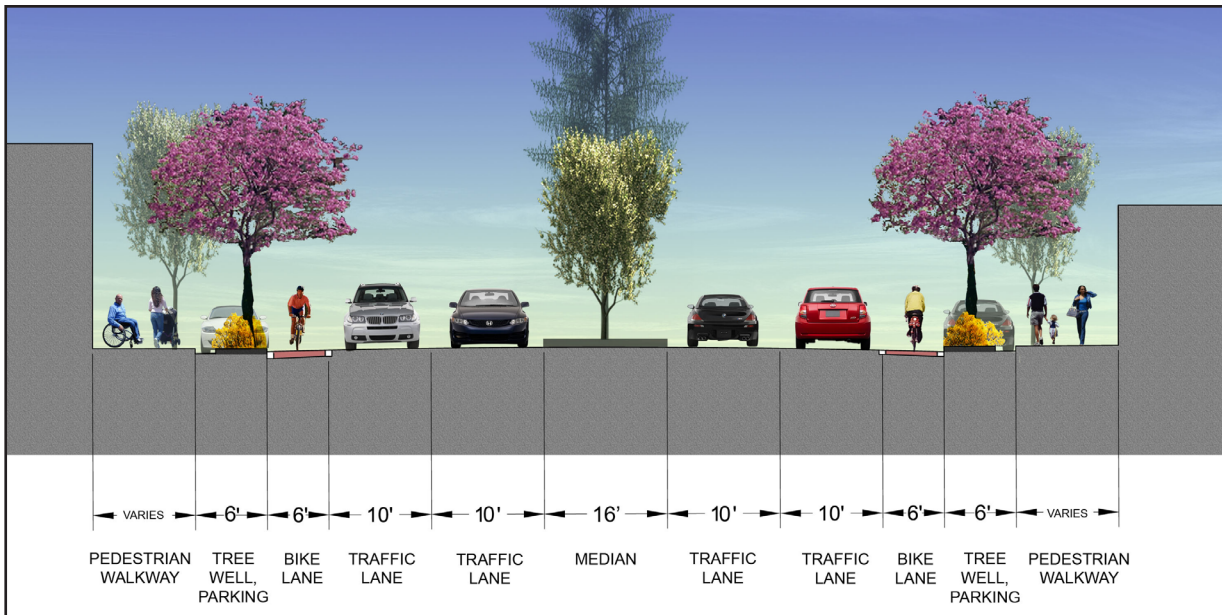 VARIES 6' 6' 10' 10' 16' 10' 10' 6' 6' VARIES
PEDESTRIAN
WALKWAY
TREE
WELL,
PARKING
BIKE
LANE
TRAFFIC
LANE
TRAFFIC
LANE
MEDIAN
TRAFFIC
LANE
TRAFFIC
LANE
BIKE
LANE
TREE
WELL,
PARKING
PEDESTRIAN
WALKWAY